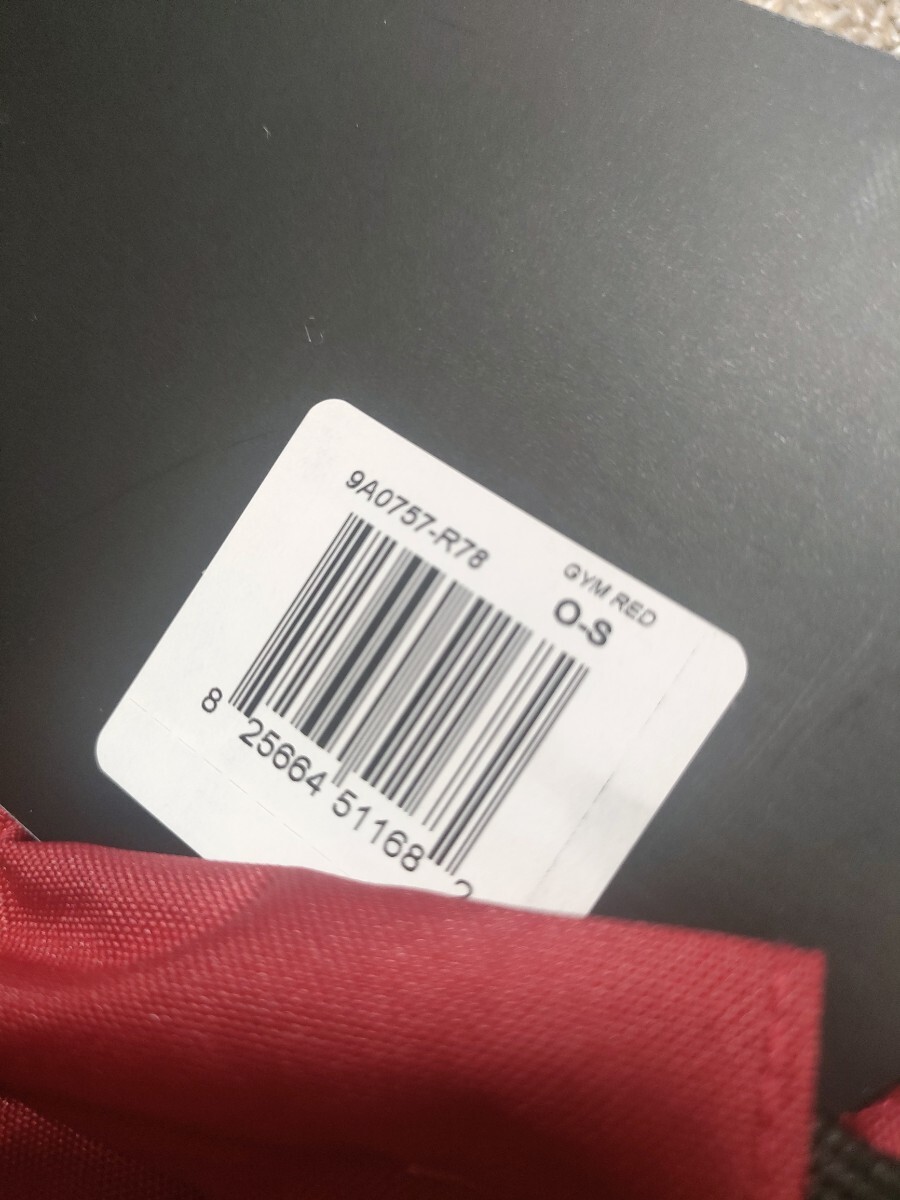 9A0757-R78
GYM RED
O-S
8 25664 51168 2